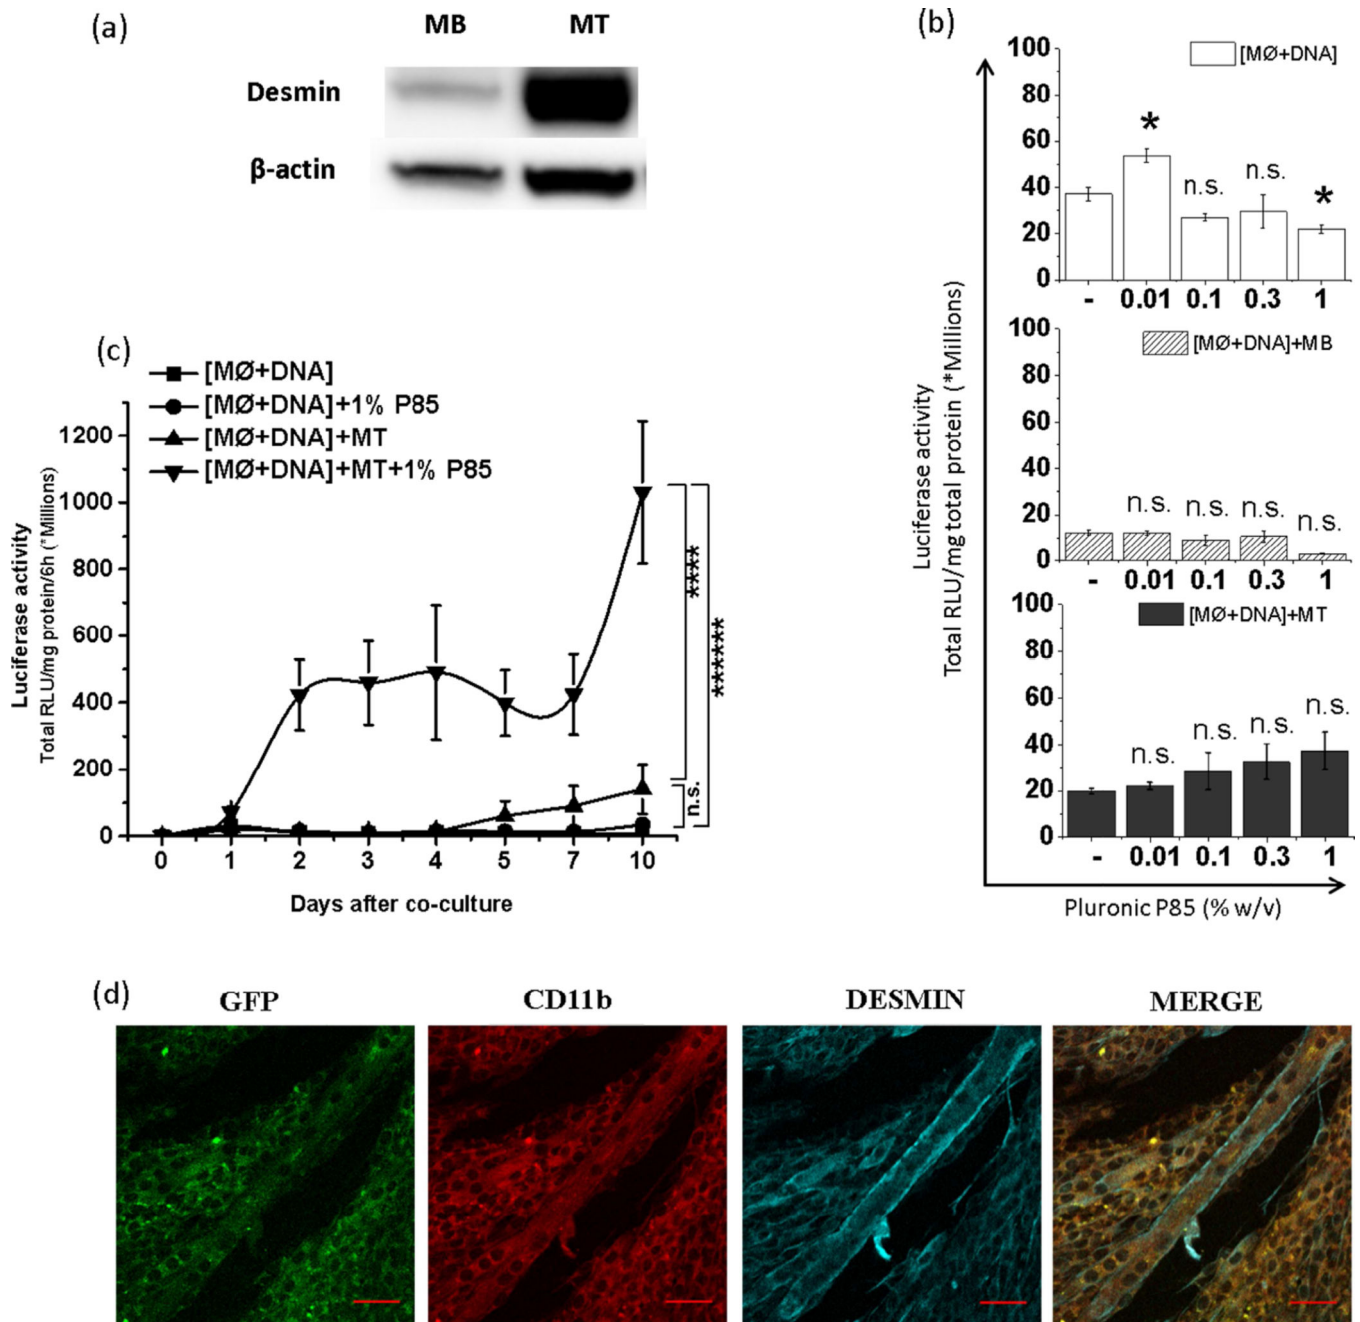 (a)
MB MT
Desmin
β-actin
(b)
100
80
60
40
20
0
[MØ+DNA]
*
n.s.
n.s.
*
- 0.01 0.1 0.3 1
100
80
60
40
20
0
[MØ+DNA]+MB
n.s.
n.s.
n.s.
n.s.
- 0.01 0.1 0.3 1
100
80
60
40
20
0
[MØ+DNA]+MT
n.s.
n.s.
n.s.
n.s.
- 0.01 0.1 0.3 1
Luciferase activity
Total RLU/mg total protein (*Millions)
Pluronic P85 (% w/v)
(c)
[MØ+DNA]
[MØ+DNA]+1% P85
[MØ+DNA]+MT
[MØ+DNA]+MT+1% P85
Luciferase activity
Total RLU/mg protein/6h (*Millions)
1200
1000
800
600
400
200
0
0 1 2 3 4 5 7 10
Days after co-culture
****
******
n.s.
(d)
GFP CD11b DESMIN MERGE